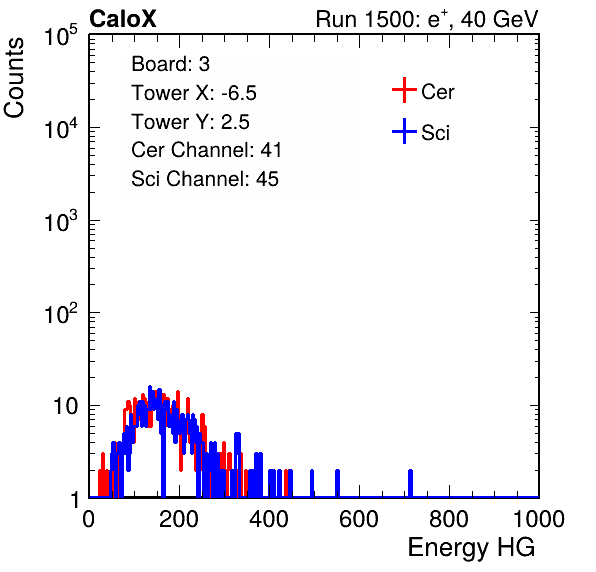 CaloX Run 1500: e⁺, 40 GeV
Counts
10⁵
10⁴
10³
10²
10
1
Board: 3
Tower X: -6.5
Tower Y: 2.5
Cer Channel: 41
Sci Channel: 45
Cer
Sci
0 200 400 600 800 1000
Energy HG